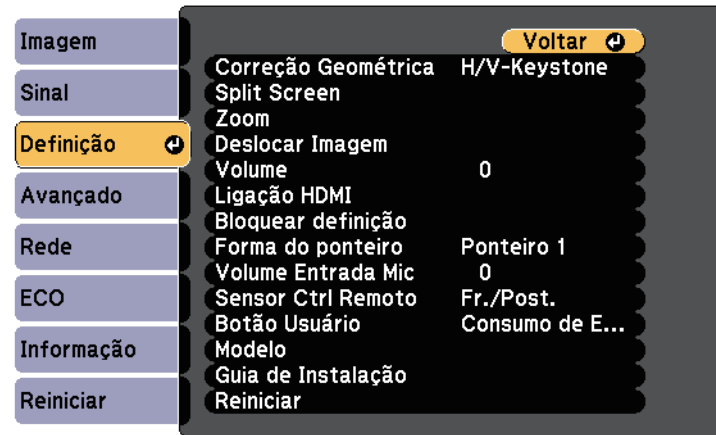 Imagem
Sinal
Definição
Avançado
Rede
ECO
Informação
Reiniciar
Voltar
Correção Geométrica H/V-Keystone
Split Screen
Zoom
Deslocar Imagem
Volume 0
Ligação HDMI
Bloquear definição
Forma do ponteiro Ponteiro 1
Volume Entrada Mic 0
Sensor Ctrl Remoto Fr./Post.
Botão Usuário Consumo de E...
Modelo
Guia de Instalação
Reiniciar